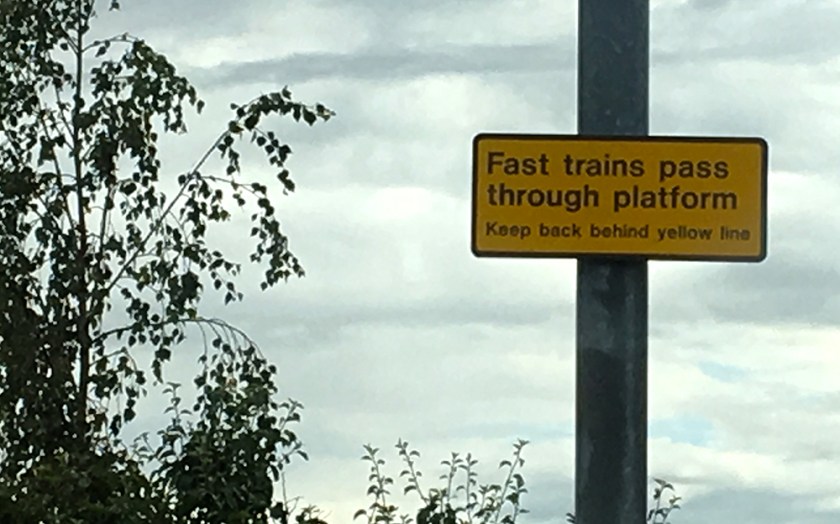 Fast trains pass
through platform
Keep back behind yellow line